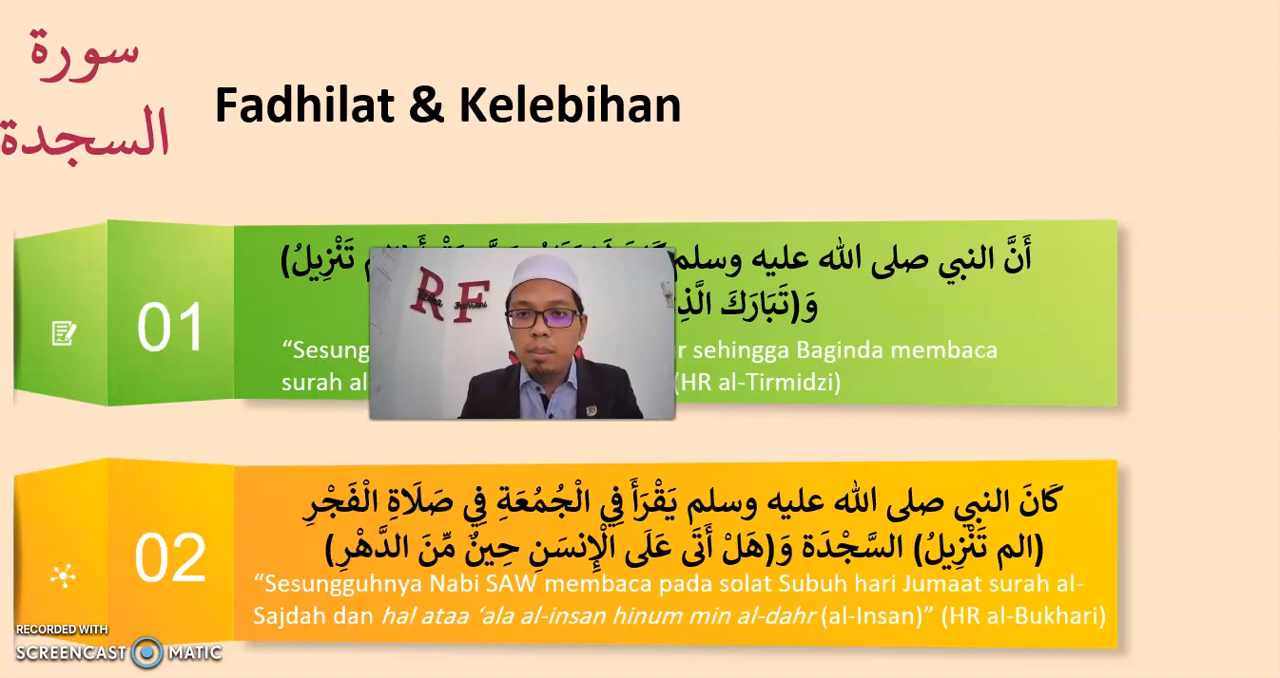 سورة
السجدة
Fadhilat & Kelebihan
01
أَنَّ النبي صلى الله عليه وسلم
تَنْزِيلُ)
وَ(تَبَارَكَ
sehingga Baginda membaca
surah
(HR al-Tirmidzi)
RF
02
كَانَ النبي صلى الله عليه وسلم يَقْرَأَ فِي الْجُمُعَةِ فِي صَلَاةِ الْفَجْرِ
(الم تَنْزِيلُ) السَّجْدَة وَ(هَلْ أَتَى عَلَى الْإِنسَنِ حِينٌ مِّنَ الدَّهْرِ)
“Sesungguhnya Nabi SAW membaca pada solat Subuh hari Jumaat surah al-
Sajdah dan hal ataa ‘ala al-insan hinum min al-dahr (al-Insan)” (HR al-Bukhari)
RECORDED WITH
SCREENCAST MATIC